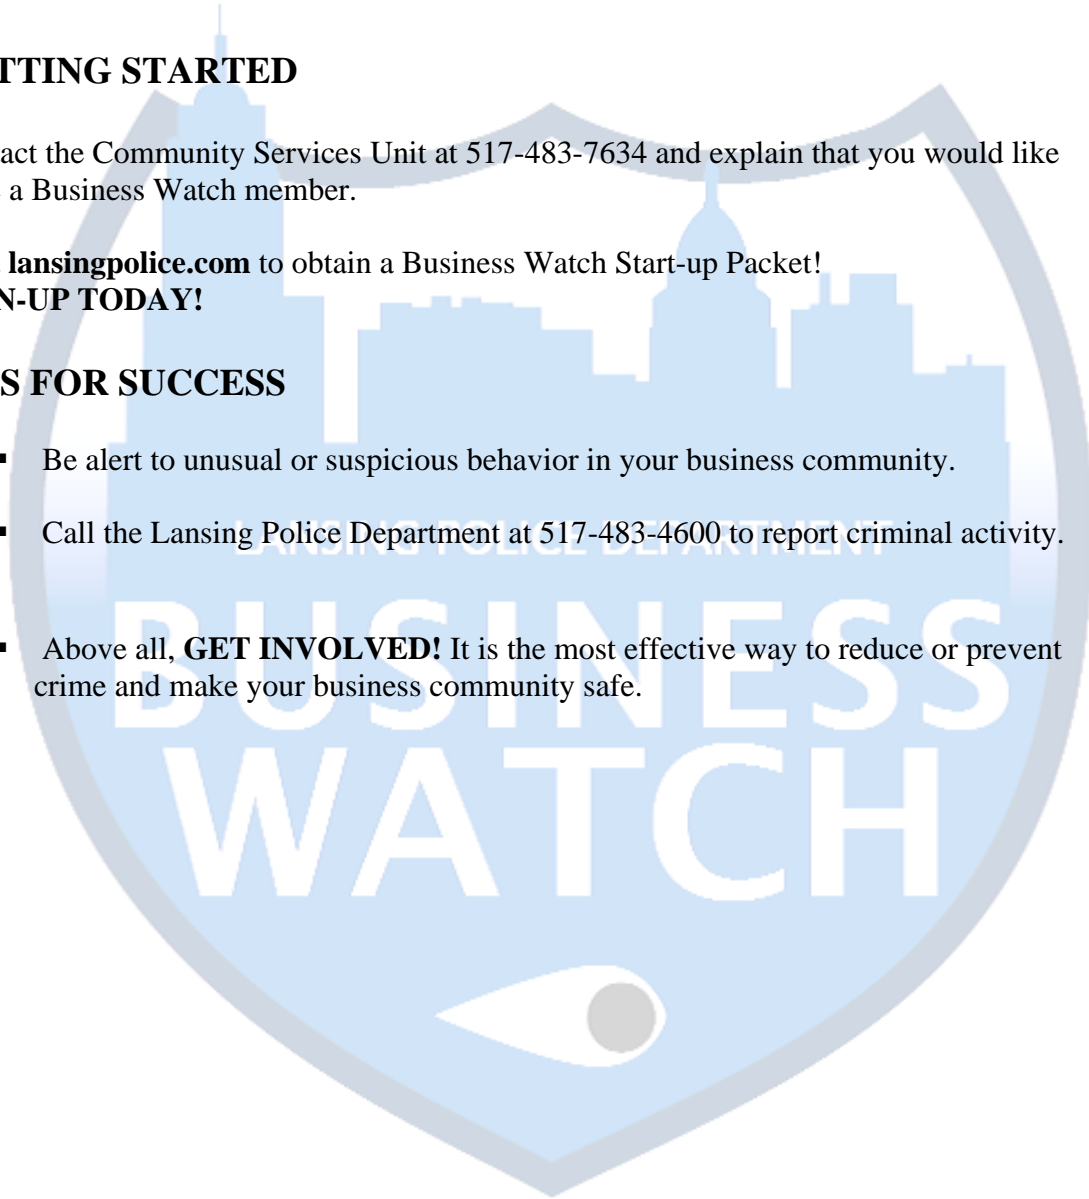 TTING STARTED
act the Community Services Unit at 517-483-7634 and explain that you would like
a Business Watch member.
lansingpolice.com to obtain a Business Watch Start-up Packet!
N-UP TODAY!
S FOR SUCCESS
▪ Be alert to unusual or suspicious behavior in your business community.
▪ Call the Lansing Police Department at 517-483-4600 to report criminal activity.
▪ Above all, GET INVOLVED! It is the most effective way to reduce or prevent
crime and make your business community safe.
LANSING POLICE DEPARTMENT
BUSINESS
WATCH